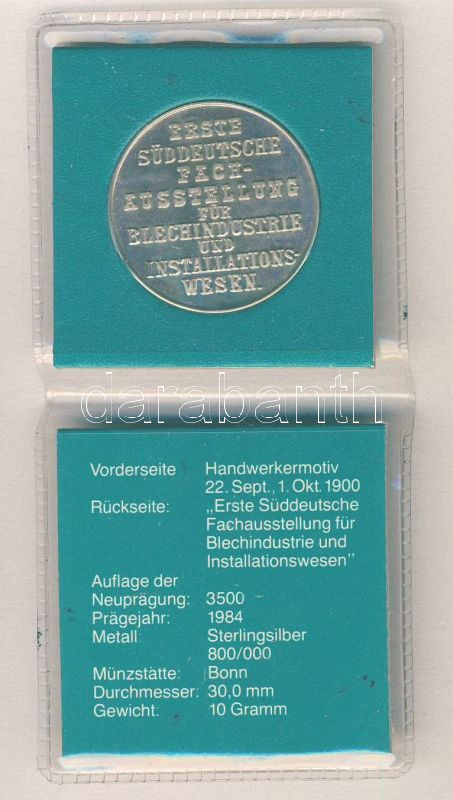 ERSTE
SÜDDEUTSCHE
FACH-
AUSSTELLUNG
FÜR
BLECHINDUSTRIE
UND
INSTALLATIONS-
WESEN.
darabanth
Vorderseite Handwerkermotiv
22. Sept., 1. Okt. 1900
Rückseite: „Erste Süddeutsche
Fachausstellung für
Blechindustrie und
Installationswesen”
Auflage der
Neuprägung: 3500
Prägejahr: 1984
Metall Sterlingsilber
800/000
Münzstätte: Bonn
Durchmesser: 30,0 mm
Gewicht: 10 Gramm